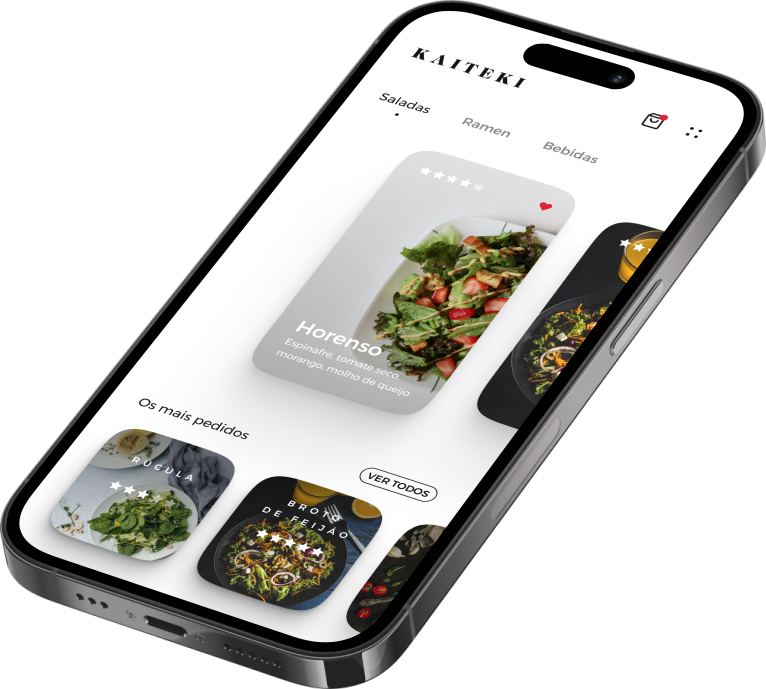 KAITEKI
Saladas
Ramen
Bebidas
Horenso
Espinafre, tomate seco,
morango, molho de queijo
Os mais pedidos
VER TODOS
RÚCULA
BROTO
DE FEIJÃO